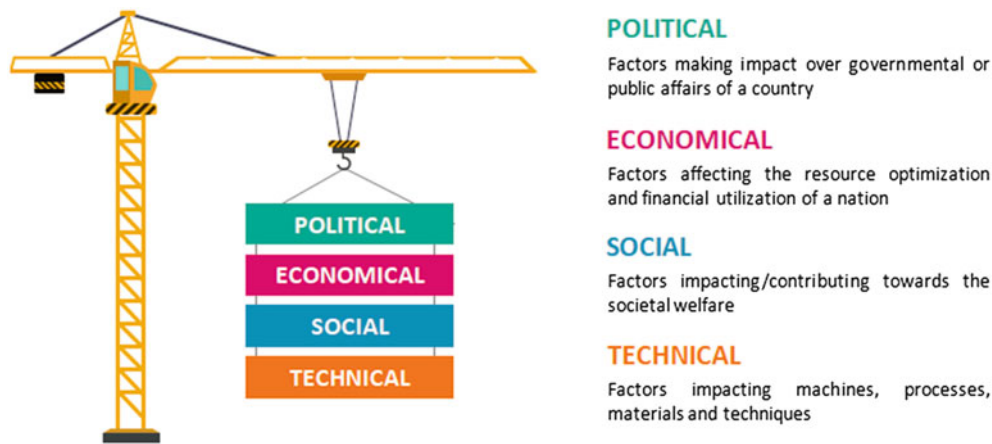 POLITICAL
ECONOMICAL
SOCIAL
TECHNICAL
POLITICAL
Factors making impact over governmental or
public affairs of a country
ECONOMICAL
Factors affecting the resource optimization
and financial utilization of a nation
SOCIAL
Factors impacting/contributing towards the
societal welfare
TECHNICAL
Factors impacting machines, processes,
materials and techniques